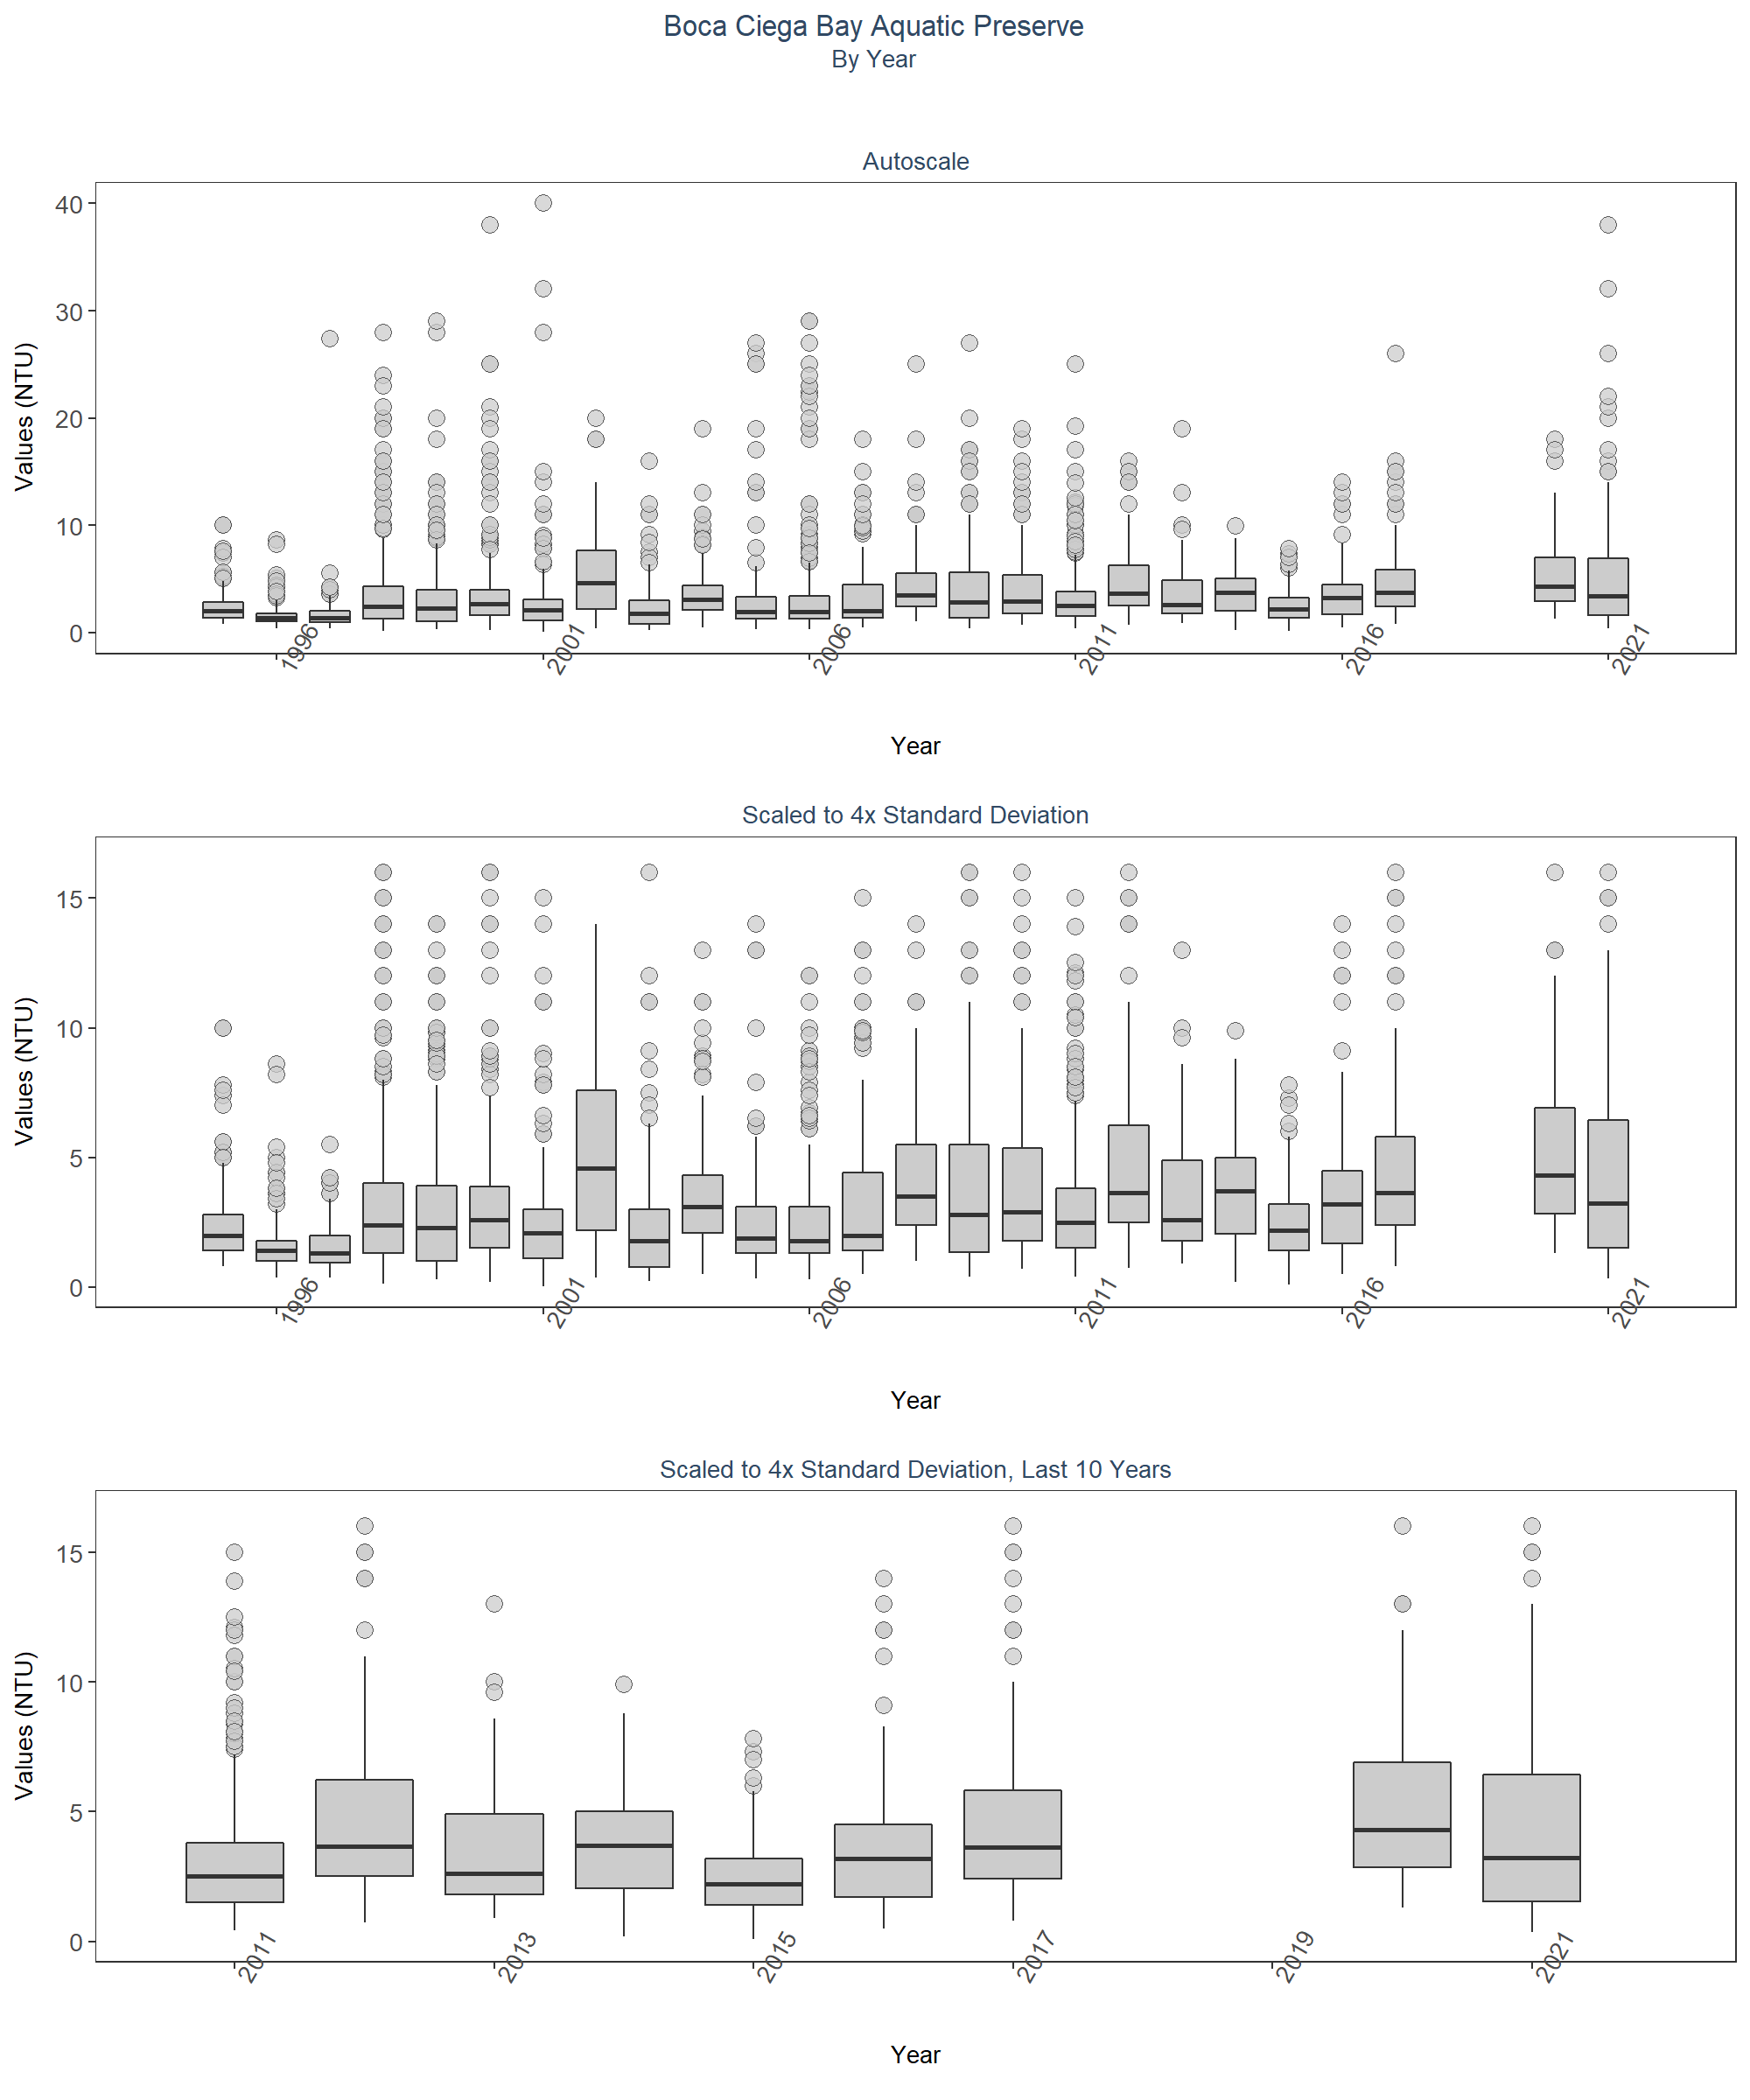 Boca Ciega Bay Aquatic Preserve
By Year
Autoscale
Values (NTU)
40
30
20
10
0
1996
2001
2006
2011
2016
2021
Year
Scaled to 4x Standard Deviation
Values (NTU)
15
10
5
0
1996
2001
2006
2011
2016
2021
Year
Scaled to 4x Standard Deviation, Last 10 Years
Values (NTU)
15
10
5
0
2011
2013
2015
2017
2019
2021
Year